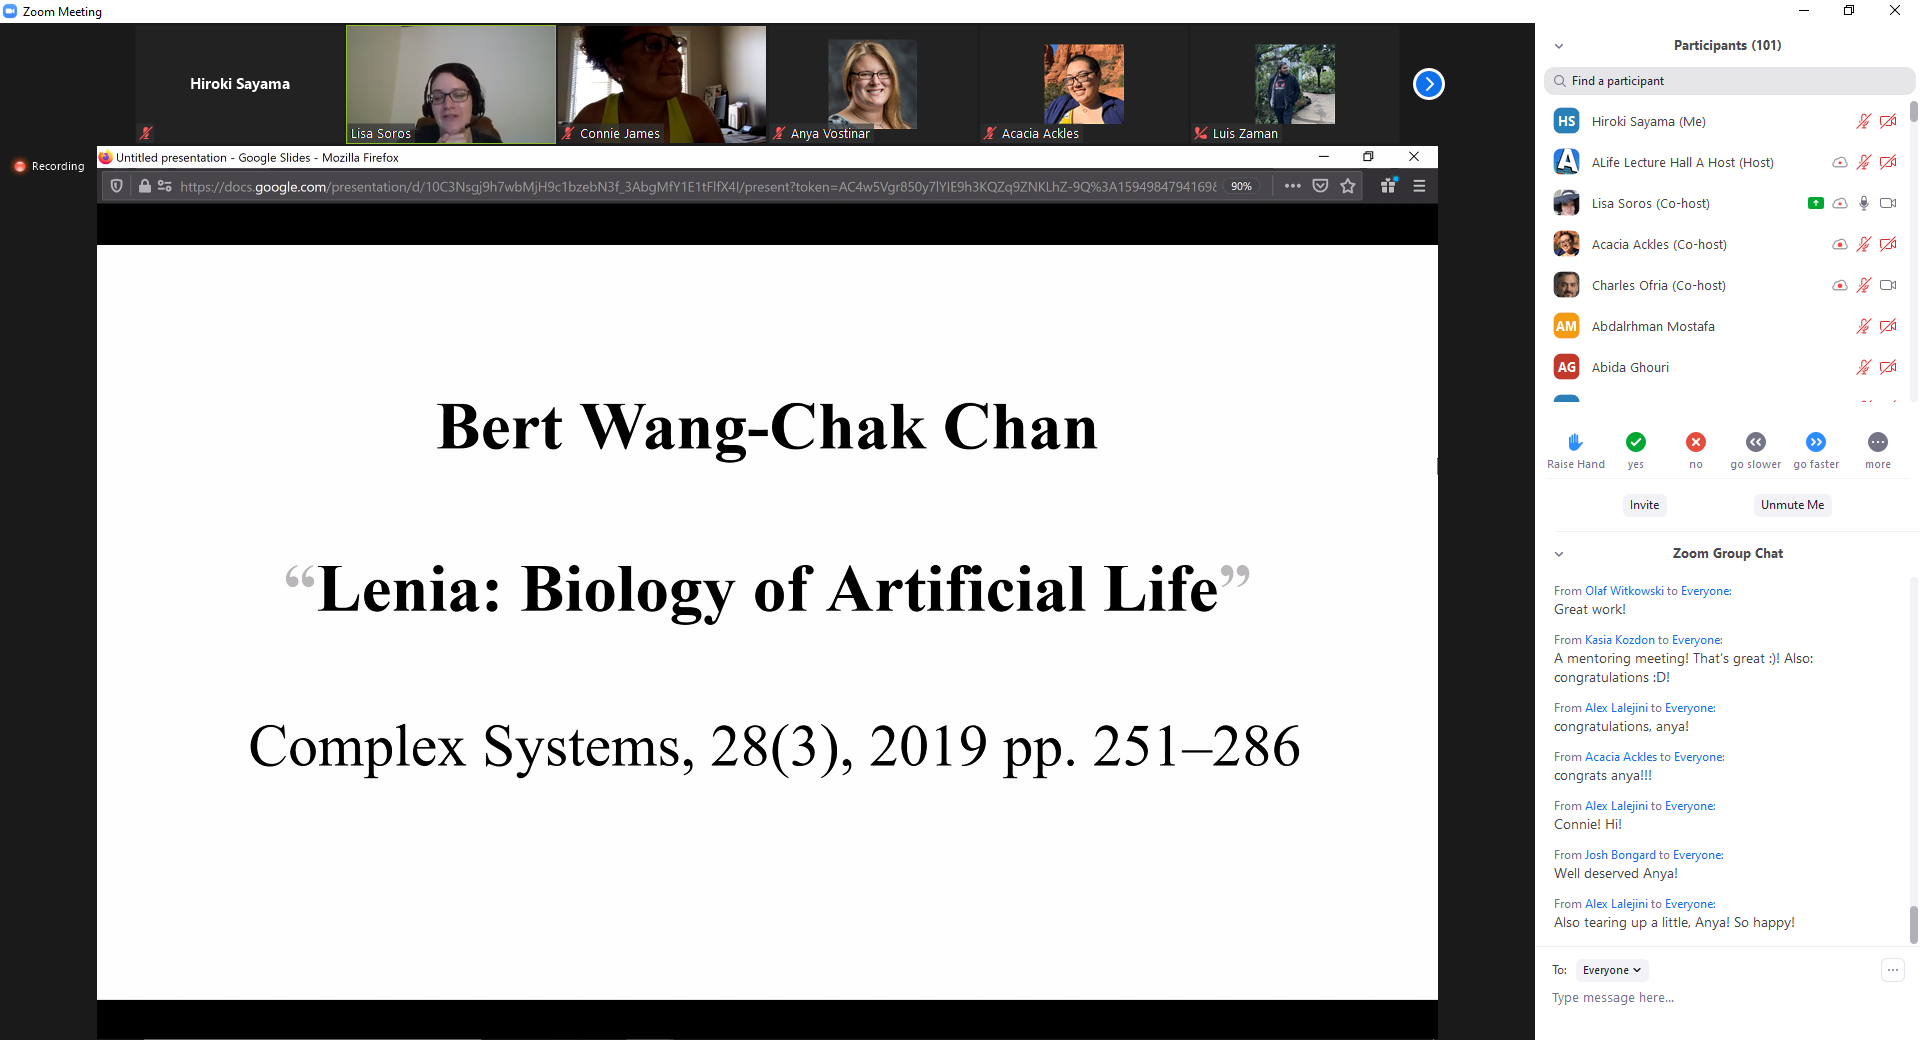 Zoom Meeting
Hiroki Sayama
Lisa Soros
Connie James
Anya Vostinar
Acacia Ackles
Luis Zaman
Recording
Untitled presentation - Google Slides - Mozilla Firefox
https://docs.google.com/presentation/d/10C3Nsgj9h7wbMjH9c1bzebN3f_3AbgMfY1E1tFlfX4I/present?token=AC4w5Vgr850y7lYIE9h3KQZq9ZNKLhZ-9Q%3A1594984794169&
90%
Bert Wang-Chak Chan
“Lenia: Biology of Artificial Life”
Complex Systems, 28(3), 2019 pp. 251–286
Participants (101)
Find a participant
HS Hiroki Sayama (Me)
ALife Lecture Hall A Host (Host)
Lisa Soros (Co-host)
Acacia Ackles (Co-host)
Charles Ofria (Co-host)
AM Abdalrhman Mostafa
AG Abida Ghouri
Raise Hand yes no go slower go faster more
Invite Unmute Me
Zoom Group Chat
From Olaf Witkowski to Everyone:
Great work!
From Kasia Kozdon to Everyone:
A mentoring meeting! That's great :)! Also:
congratulations :D!
From Alex Lalejini to Everyone:
congratulations, anya!
From Acacia Ackles to Everyone:
congrats anya!!!
From Alex Lalejini to Everyone:
Connie! Hi!
From Josh Bongard to Everyone:
Well deserved Anya!
From Alex Lalejini to Everyone:
Also tearing up a little, Anya! So happy!
To: Everyone
Type message here...